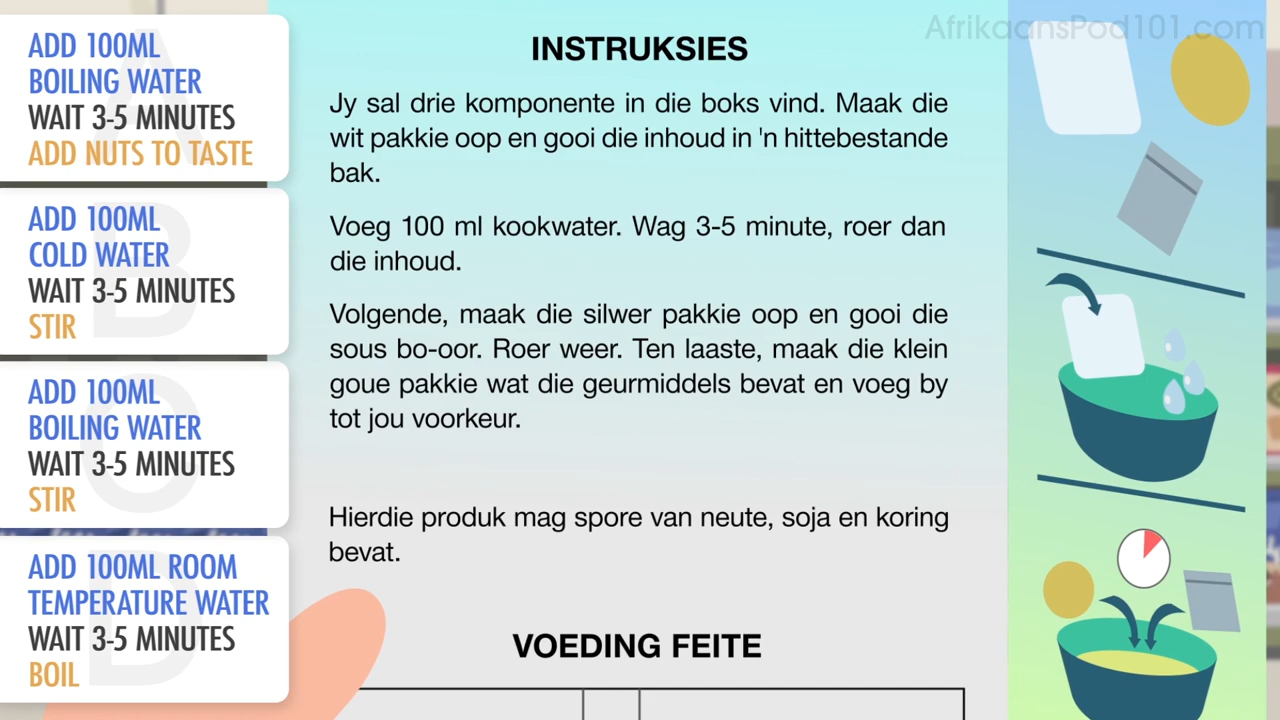 ADD 100ML
BOILING WATER
WAIT 3-5 MINUTES
ADD NUTS TO TASTE
A
ADD 100ML
COLD WATER
WAIT 3-5 MINUTES
STIR
B
ADD 100ML
BOILING WATER
WAIT 3-5 MINUTES
STIR
C
ADD 100ML ROOM
TEMPERATURE WATER
WAIT 3-5 MINUTES
BOIL
D
AfrikaansPod101.com
INSTRUKSIES
Jy sal drie komponente in die boks vind. Maak die
wit pakkie oop en gooi die inhoud in 'n hittebestande
bak.
Voeg 100 ml kookwater. Wag 3-5 minute, roer dan
die inhoud.
Volgende, maak die silwer pakkie oop en gooi die
sous bo-oor. Roer weer. Ten laaste, maak die klein
goue pakkie wat die geurmiddels bevat en voeg by
tot jou voorkeur.
Hierdie produk mag spore van neute, soja en koring
bevat.
VOEDING FEITE